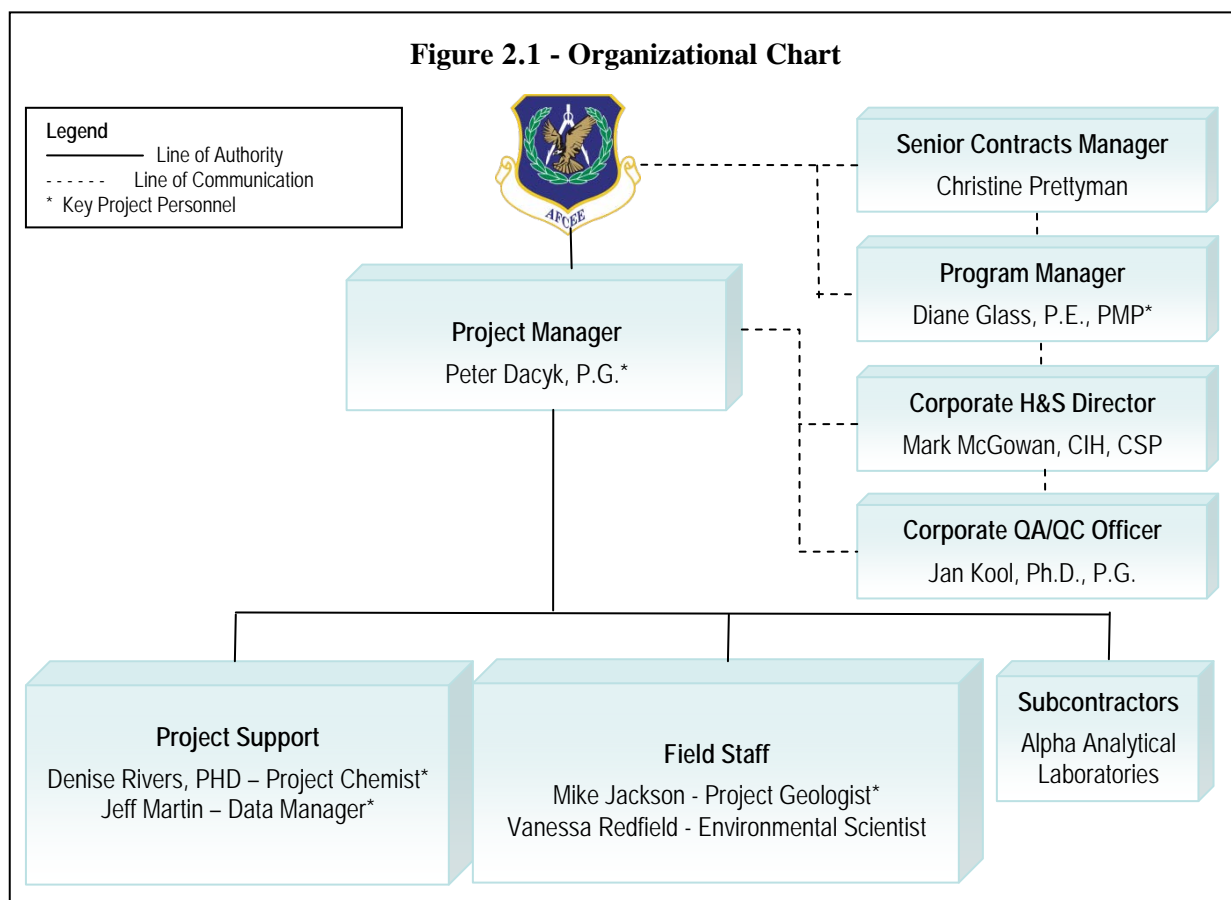 Figure 2.1 - Organizational Chart
Legend
Line of Authority
Line of Communication
* Key Project Personnel
AFCEE
Senior Contracts Manager
Christine Prettyman
Program Manager
Diane Glass, P.E., PMP*
Project Manager
Peter Dacyk, P.G.*
Corporate H&S Director
Mark McGowan, CIH, CSP
Corporate QA/QC Officer
Jan Kool, Ph.D., P.G.
Project Support
Denise Rivers, PHD – Project Chemist*
Jeff Martin – Data Manager*
Field Staff
Mike Jackson - Project Geologist*
Vanessa Redfield - Environmental Scientist
Subcontractors
Alpha Analytical
Laboratories